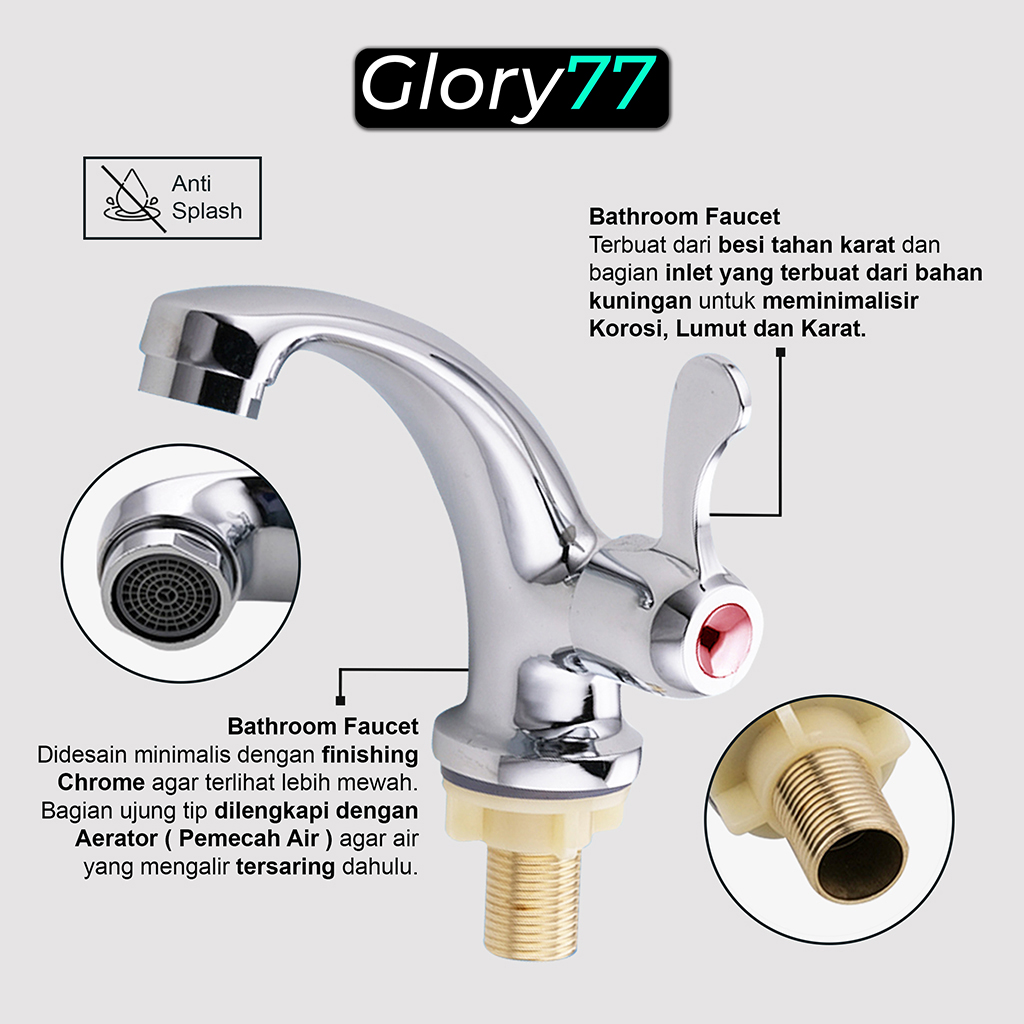 Glory77
Anti
Splash
Bathroom Faucet
Terbuat dari besi tahan karat dan
bagian inlet yang terbuat dari bahan
kuningan untuk meminimalisir
Korosi, Lumut dan Karat.
Bathroom Faucet
Didesain minimalis dengan finishing
Chrome agar terlihat lebih mewah.
Bagian ujung tip dilengkapi dengan
Aerator ( Pemecah Air ) agar air
yang mengalir tersaring dahulu.